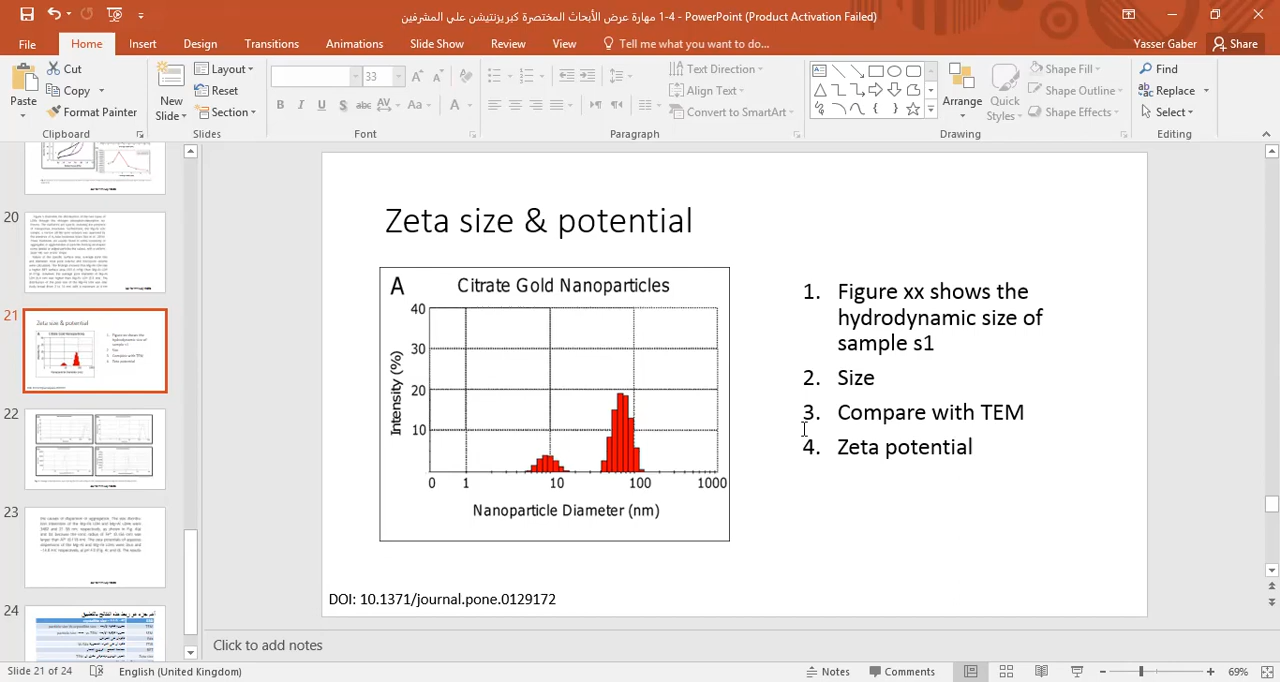 1-4 مهارة عرض الأبحاث المختصرة كبريزنتيشن علي المشرفين - PowerPoint (Product Activation Failed)
File Home Insert Design Transitions Animations Slide Show Review View Tell me what you want to do... Yasser Gaber Share
Paste
Cut
Copy
Format Painter
Clipboard
New Slide
Layout
Reset
Section
Slides
33
B I U S abc AV Aa A
Font
Text Direction
Align Text
Convert to SmartArt
Paragraph
Arrange
Quick Styles
Shape Fill
Shape Outline
Shape Effects
Drawing
Find
Replace
Select
Editing
20
21
22
23
24
Zeta size & potential
A Citrate Gold Nanoparticles
Intensity (%)
40
30
20
10
0 1 10 100 1000
Nanoparticle Diameter (nm)
1. Figure xx shows the
hydrodynamic size of
sample s1
2. Size
3. Compare with TEM
4. Zeta potential
DOI: 10.1371/journal.pone.0129172
Click to add notes
Slide 21 of 24 English (United Kingdom) Notes Comments 69%